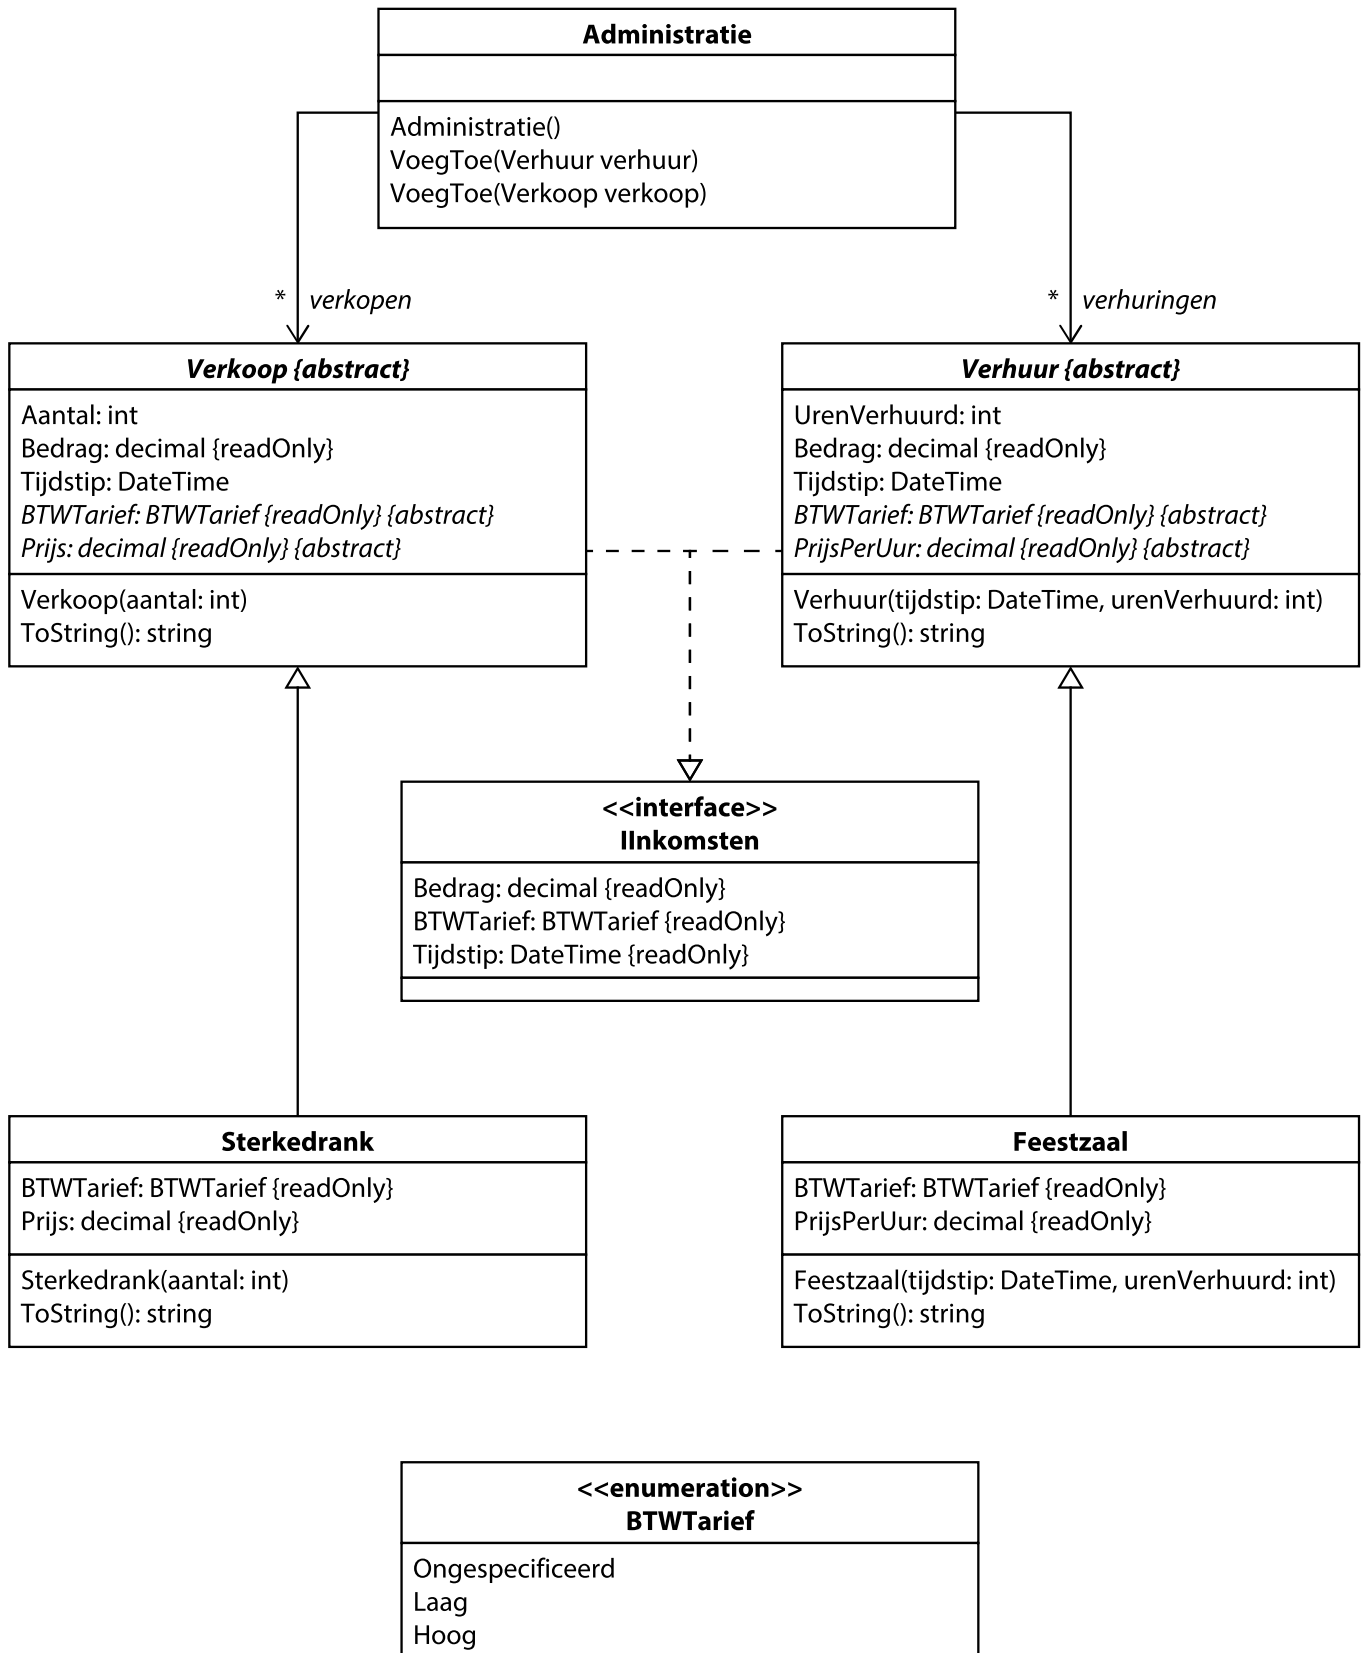 Administratie
Administratie()
VoegToe(Verhuur verhuur)
VoegToe(Verkoop verkoop)
* verkopen
* verhuringen
Verkoop {abstract}
Aantal: int
Bedrag: decimal {readOnly}
Tijdstip: DateTime
BTWTarief: BTWTarief {readOnly} {abstract}
Prijs: decimal {readOnly} {abstract}
Verkoop(aantal: int)
ToString(): string
Verhuur {abstract}
UrenVerhuurd: int
Bedrag: decimal {readOnly}
Tijdstip: DateTime
BTWTarief: BTWTarief {readOnly} {abstract}
PrijsPerUur: decimal {readOnly} {abstract}
Verhuur(tijdstip: DateTime, urenVerhuurd: int)
ToString(): string
<<interface>>
IInkomsten
Bedrag: decimal {readOnly}
BTWTarief: BTWTarief {readOnly}
Tijdstip: DateTime {readOnly}
Sterkedrank
BTWTarief: BTWTarief {readOnly}
Prijs: decimal {readOnly}
Sterkedrank(aantal: int)
ToString(): string
Feestzaal
BTWTarief: BTWTarief {readOnly}
PrijsPerUur: decimal {readOnly}
Feestzaal(tijdstip: DateTime, urenVerhuurd: int)
ToString(): string
<<enumeration>>
BTWTarief
Ongespecificeerd
Laag
Hoog